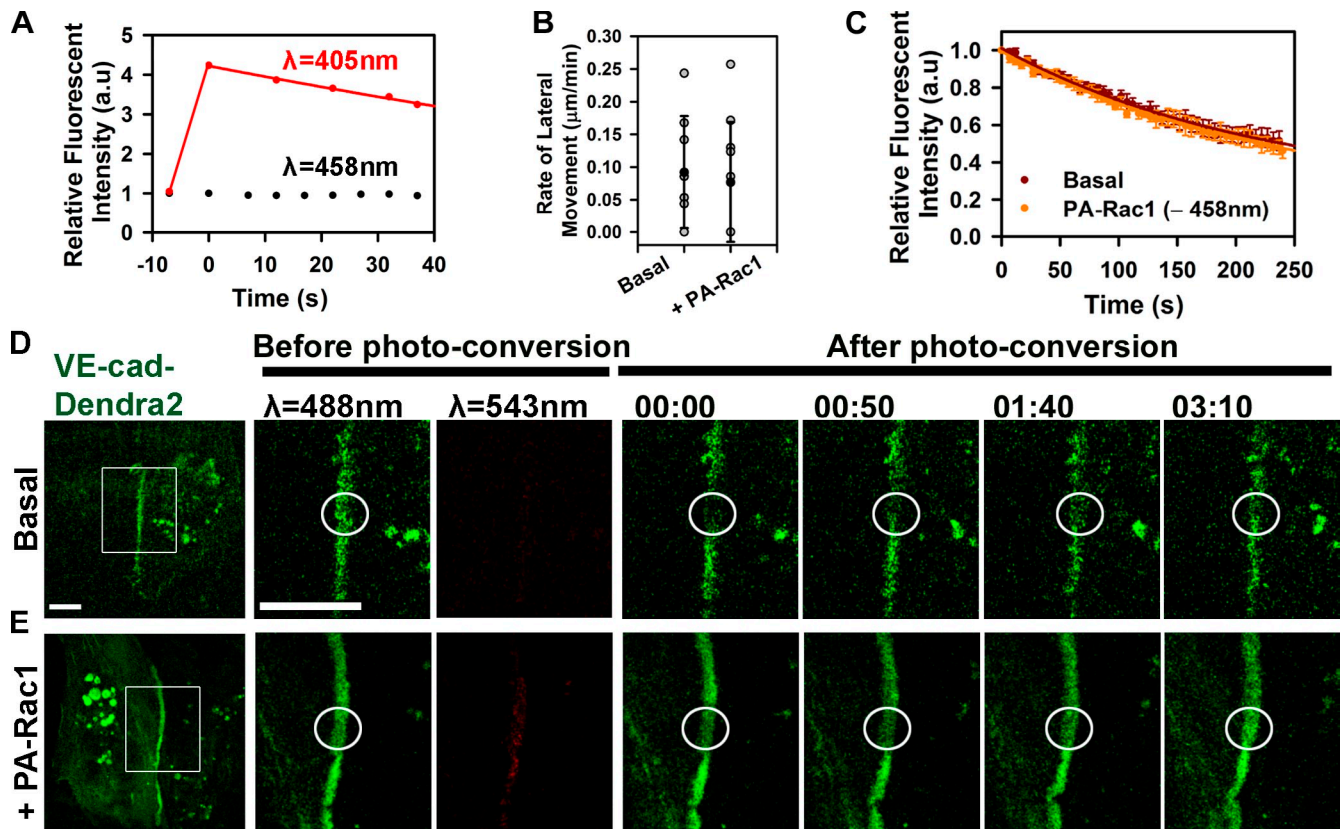 A
Relative Fluorescent
Intensity (a.u)
5
4
3
2
1
0
-10
0
10
20
30
40
Time (s)
λ=405nm
λ=458nm
B
Rate of Lateral
Movement (μm/min)
0.30
0.25
0.20
0.15
0.10
0.05
0.00
Basal
+ PA-Rac1
C
Relative Fluorescent
Intensity (a.u)
1.0
0.8
0.6
0.4
0.2
0.0
0
50
100
150
200
250
Time (s)
Basal
PA-Rac1 (− 458nm)
D
VE-cad-
Dendra2
Before photo-conversion
After photo-conversion
λ=488nm
λ=543nm
00:00
00:50
01:40
03:10
Basal
E
+ PA-Rac1